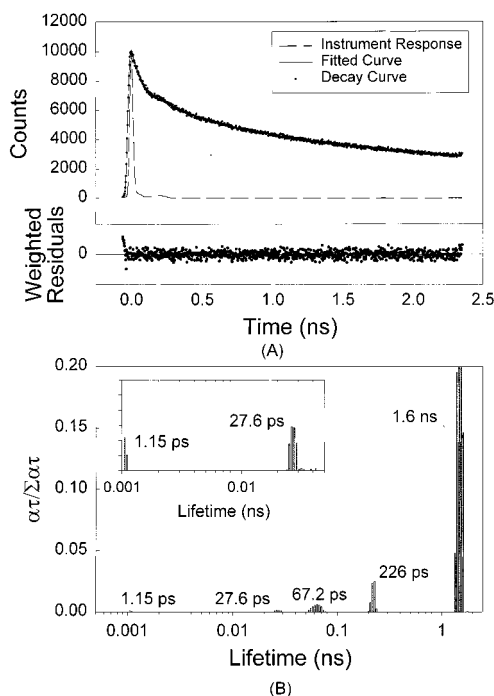 12000
10000
8000
6000
4000
2000
0
Counts
Instrument Response
Fitted Curve
Decay Curve
0
Weighted
Residuals
0.0 0.5 1.0 1.5 2.0 2.5
Time (ns)
(A)
0.20
0.15
0.10
0.05
0.00
ατ/Σατ
1.15 ps
27.6 ps
0.001 0.01
Lifetime (ns)
1.6 ns
1.15 ps 27.6 ps 67.2 ps 226 ps
0.001 0.01 0.1 1
Lifetime (ns)
(B)